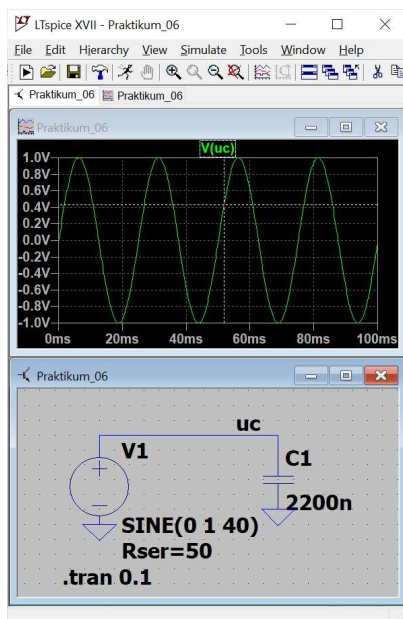 LTspice XVII - Praktikum_06
File Edit Hierarchy View Simulate Tools Window Help
Praktikum_06 Praktikum_06
Praktikum_06
V(uc)
1.0V
0.8V
0.6V
0.4V
0.2V
0.0V
-0.2V
-0.4V
-0.6V
-0.8V
-1.0V
0ms 20ms 40ms 60ms 80ms 100ms
Praktikum_06
uc
V1
C1
2200n
SINE(0 1 40)
Rser=50
.tran 0.1